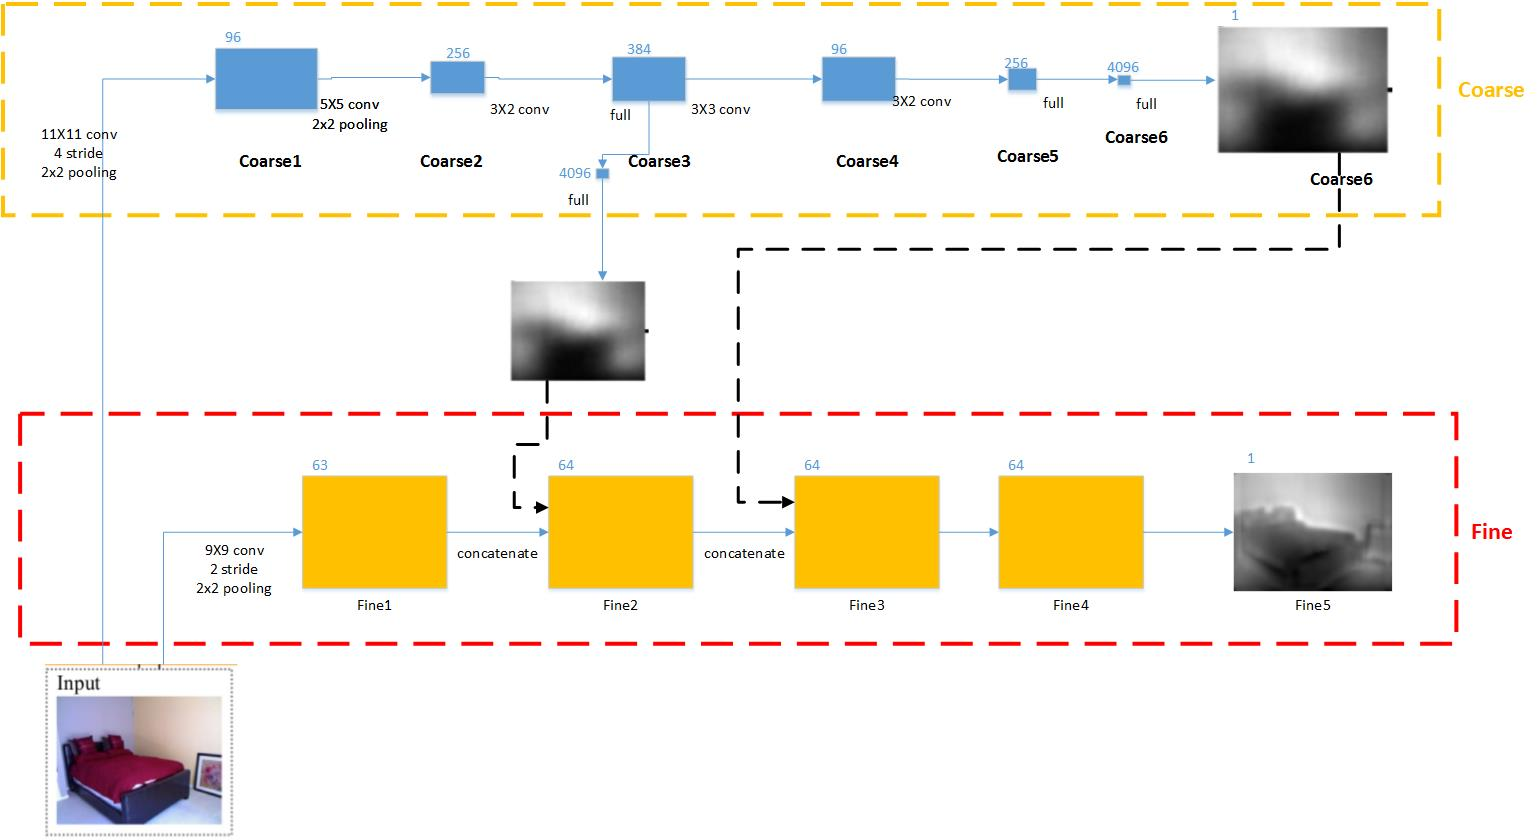 1
96
256
384
96
256
4096
Coarse
5X5 conv
2x2 pooling
3X2 conv
full
3X3 conv
3X2 conv
full
full
11X11 conv
4 stride
2x2 pooling
Coarse1
Coarse2
Coarse3
Coarse4
Coarse5
Coarse6
Coarse6
4096
full
63
64
64
64
1
9X9 conv
2 stride
2x2 pooling
concatenate
concatenate
Fine
Fine1
Fine2
Fine3
Fine4
Fine5
Input